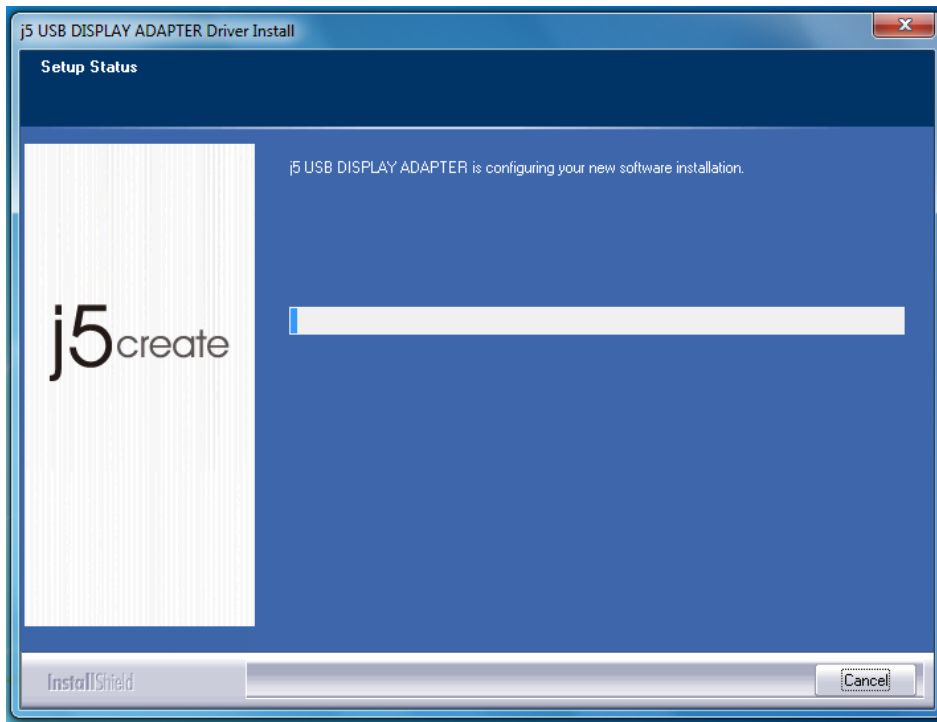 j5 USB DISPLAY ADAPTER Driver Install
Setup Status
j5 USB DISPLAY ADAPTER is configuring your new software installation.
j5create
InstallShield
Cancel